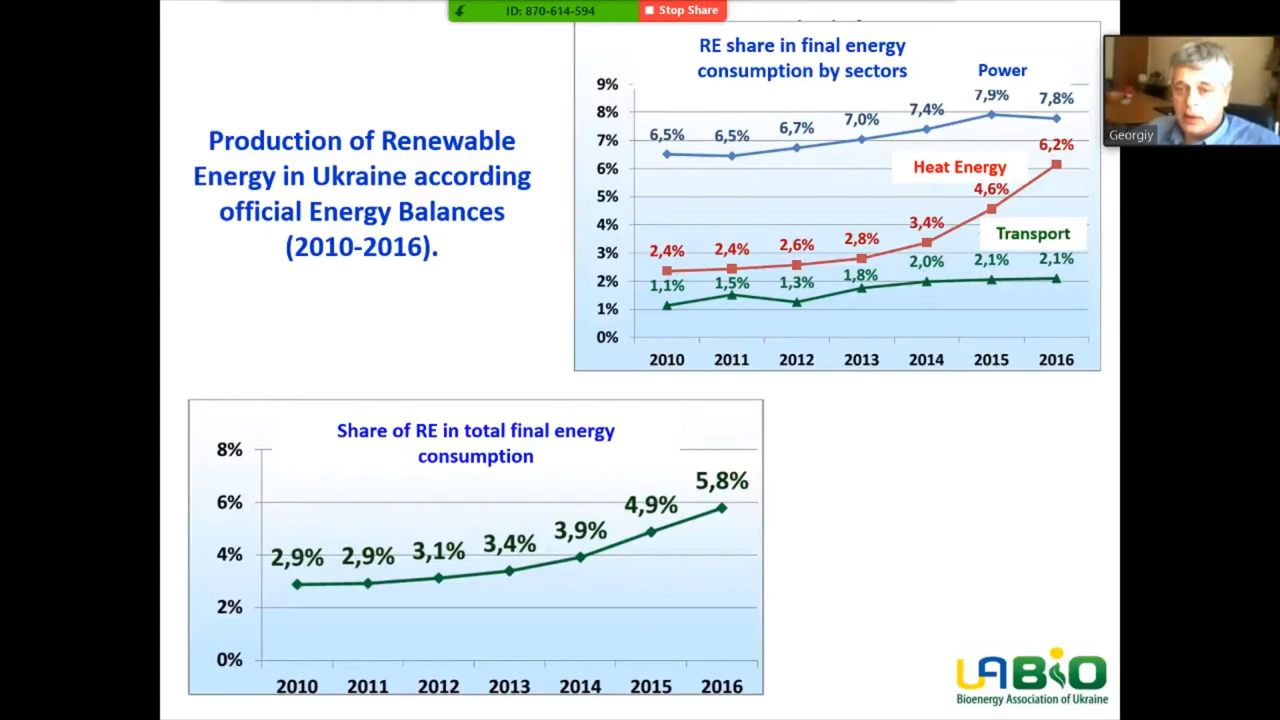 ID: 870-614-594
Stop Share
Georgiy
Production of Renewable
Energy in Ukraine according
official Energy Balances
(2010-2016).
RE share in final energy
consumption by sectors
Power
Heat Energy
Transport
9%
8%
7%
6%
5%
4%
3%
2%
1%
0%
6,5% 6,5% 6,7% 7,0% 7,4% 7,9% 7,8%
2,4% 2,4% 2,6% 2,8% 3,4% 4,6% 6,2%
1,1% 1,5% 1,3% 1,8% 2,0% 2,1% 2,1%
2010 2011 2012 2013 2014 2015 2016
Share of RE in total final energy
consumption
8%
6%
4%
2%
0%
2,9% 2,9% 3,1% 3,4% 3,9% 4,9% 5,8%
2010 2011 2012 2013 2014 2015 2016
UABIO
Bioenergy Association of Ukraine